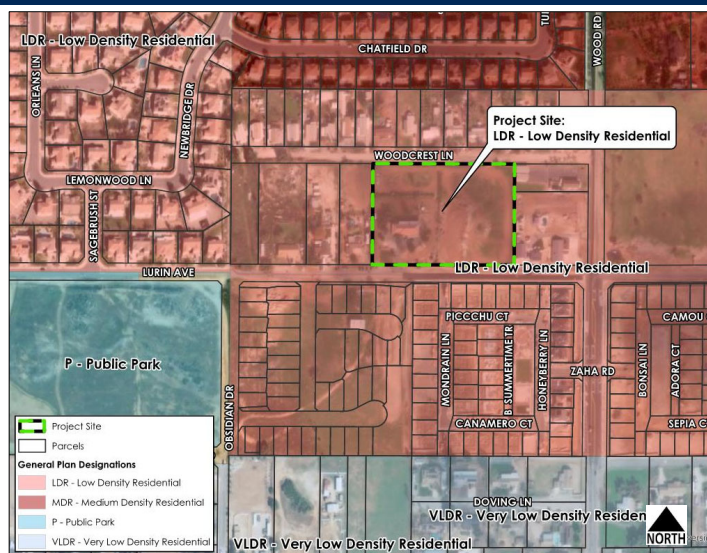 LDR - Low Density Residential
CHATFIELD DR
WOOD RD
ORLEANS LN
NEWBRIDGE DR
Project Site:
LDR - Low Density Residential
WOODCREST LN
LEMONWOOD LN
SAGEBRUSH ST
LURIN AVE
LDR - Low Density Residential
PICCCHU CT
CAMOU
P - Public Park
MONDRAIN LN
B SUMMERTIME TR
HONEYBERRY LN
ZAHA RD
BONSAI LN
ADORA CT
OBSIDIAN DR
CANAMERO CT
SEPIA C
Project Site
Parcels
General Plan Designations
LDR - Low Density Residential
MDR - Medium Density Residential
P - Public Park
VLDR - Very Low Density Residential
DOVING LN
VLDR - Very Low Density Residen
VLDR - Very Low Density Residential
NORTH